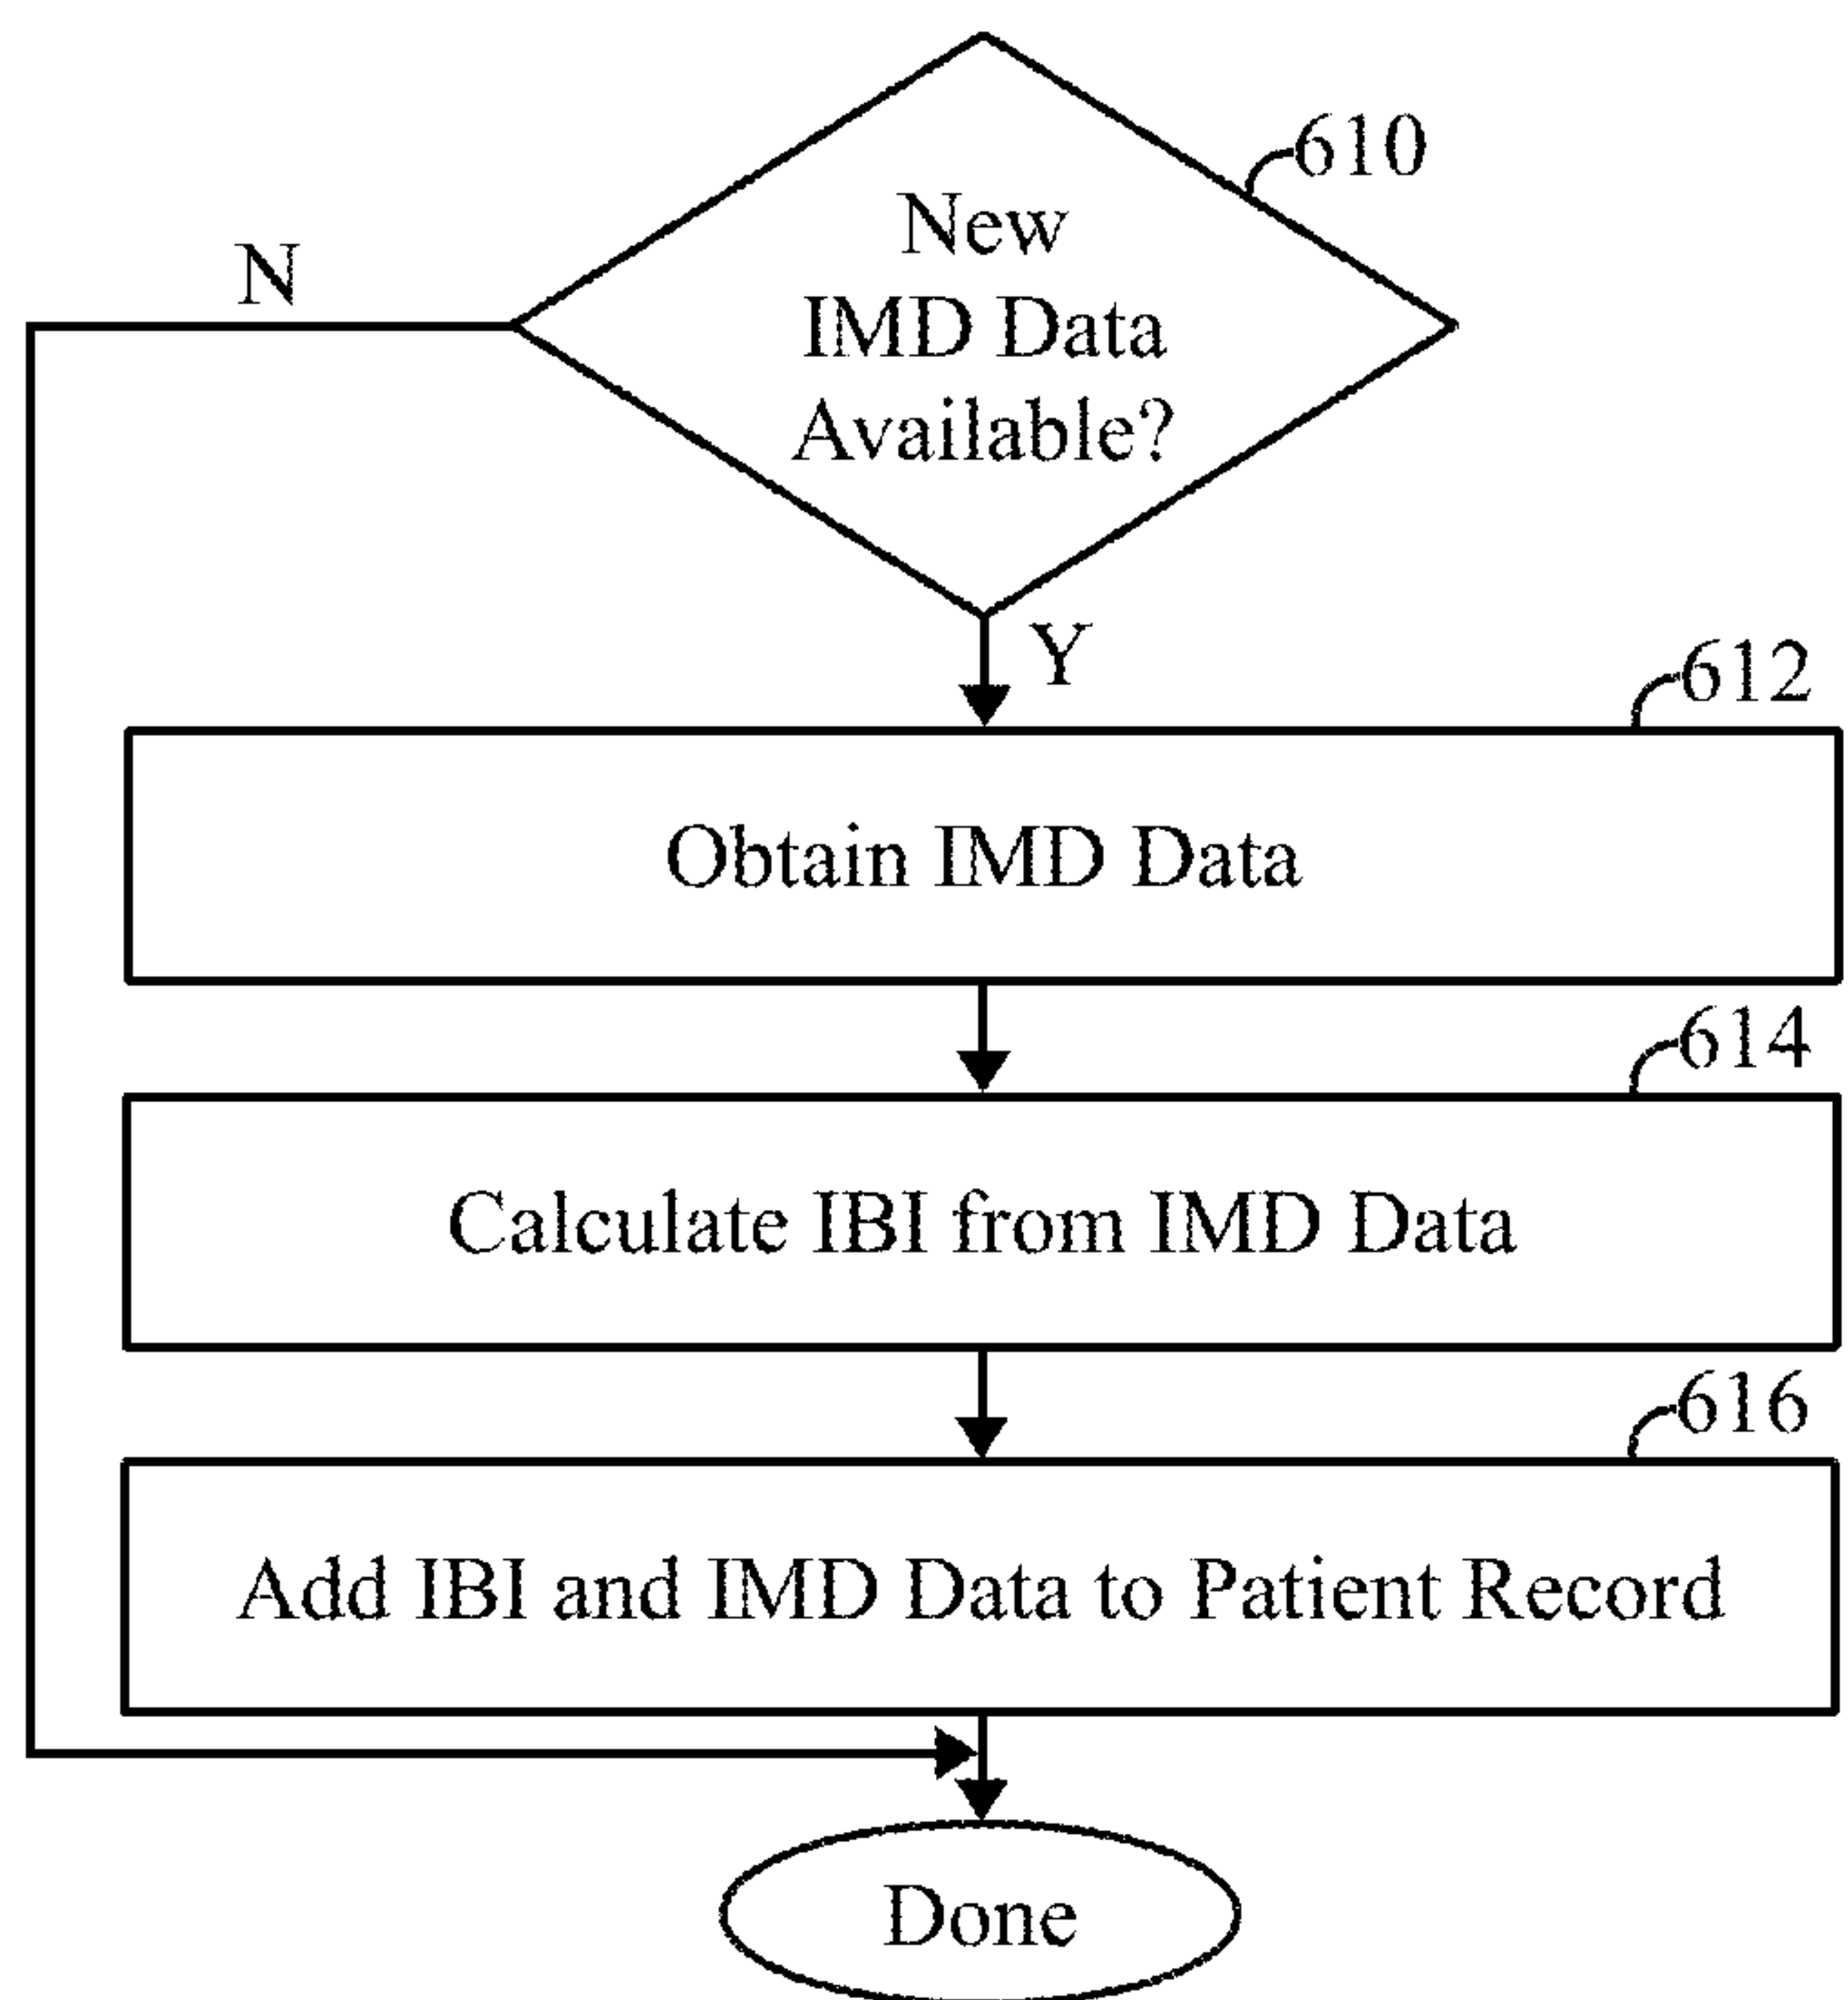 610
New
IMD Data
Available?
N
Y
612
Obtain IMD Data
614
Calculate IBI from IMD Data
616
Add IBI and IMD Data to Patient Record
Done